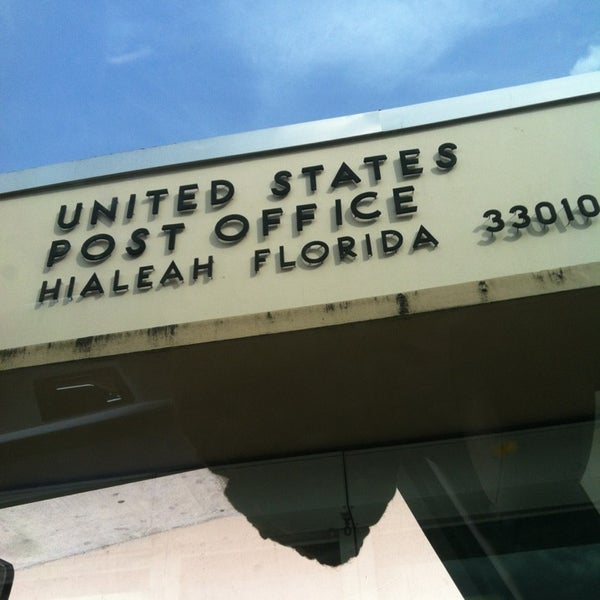 UNITED STATES
POST OFFICE
HIALEAH FLORIDA 33010